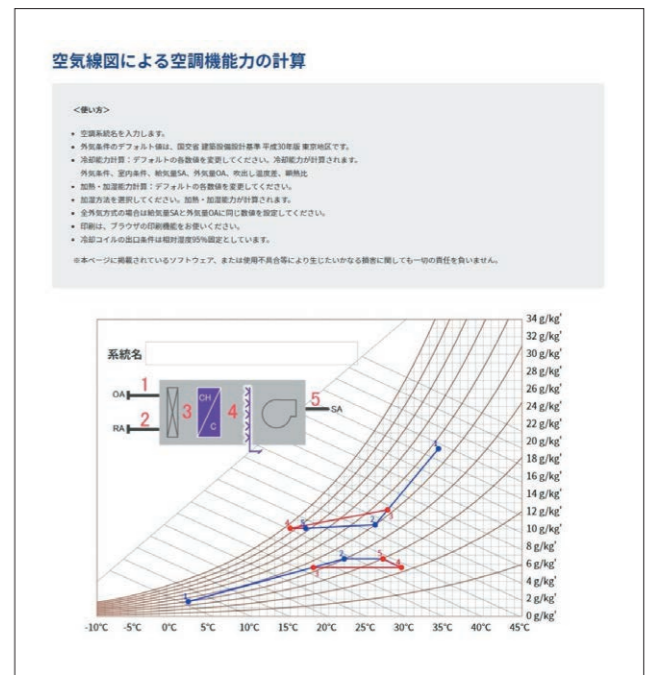 空気線図による空調機能力の計算
<使い方>
• 空調系統名を入力します。
• 外気条件のデフォルト値は、国交省 建築設備設計基準 平成30年版 東京地区です。
• 冷却能力計算：デフォルトの各数値を変更してください。冷却能力が計算されます。
外気条件、室内条件、給気量SA、外気量OA、吹出し温度差、顕熱比
• 加熱・加湿能力計算：デフォルトの各数値を変更してください。
• 加湿方法を選択してください。加熱・加湿能力が計算されます。
• 全外気方式の場合は給気量SAと外気量OAに同じ数値を設定してください。
• 印刷は、ブラウザの印刷機能をお使いください。
• 冷却コイルの出口条件は相対湿度95%固定としています。
※本ページに掲載されているソフトウェア、または使用不具合等により生じたいかなる損害に関しても一切の責任を負いません。
系統名
OA 1
RA 2
3
CH
C
4
5
SA
34 g/kg'
32 g/kg'
30 g/kg'
28 g/kg'
26 g/kg'
24 g/kg'
22 g/kg'
20 g/kg'
18 g/kg'
16 g/kg'
14 g/kg'
12 g/kg'
10 g/kg'
8 g/kg'
6 g/kg'
4 g/kg'
2 g/kg'
0 g/kg'
1
4 5 2 3
2 5
3 4
1
-10℃ -5℃ 0℃ 5℃ 10℃ 15℃ 20℃ 25℃ 30℃ 35℃ 40℃ 45℃